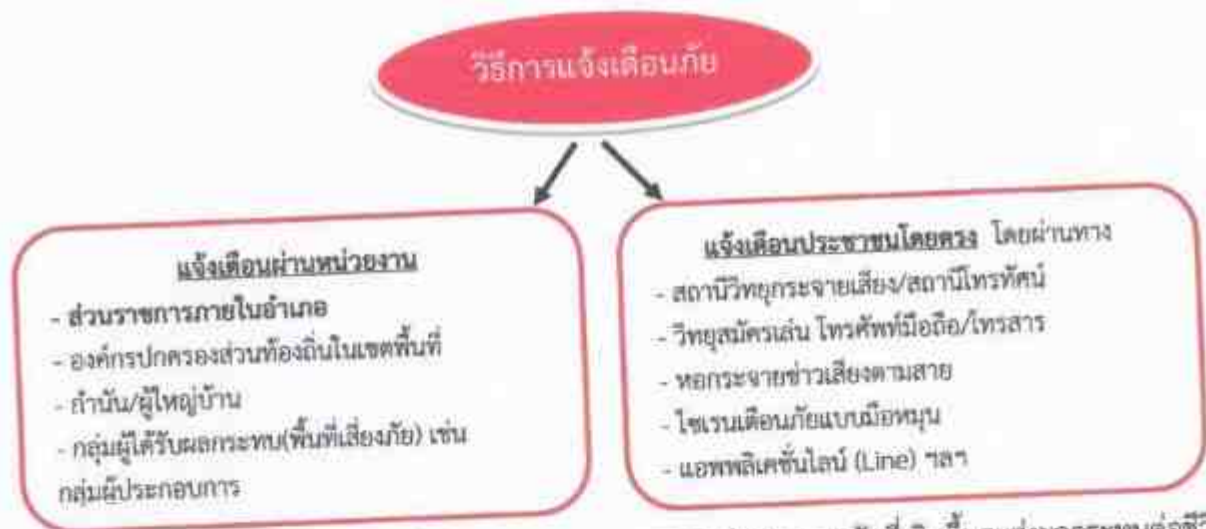 วิธีการแจ้งเตือนภัย
แจ้งเตือนผ่านหน่วยงาน
- ส่วนราชการภายในอำเภอ
- องค์กรปกครองส่วนท้องถิ่นในเขตพื้นที่
- กำนัน/ผู้ใหญ่บ้าน
- กลุ่มผู้ได้รับผลกระทบ(พื้นที่เสี่ยงภัย) เช่น
กลุ่มผู้ประกอบการ
แจ้งเตือนประชาชนโดยตรง โดยผ่านทาง
- สถานีวิทยุกระจายเสียง/สถานีโทรทัศน์
- วิทยุสมัครเล่น โทรศัพท์มือถือ/โทรสาร
- หอกระจายข่าวเสียงตามสาย
- ไซเรนเตือนภัยแบบมือหมุน
- แอพพลิเคชั่นไลน์ (Line) ฯลฯ